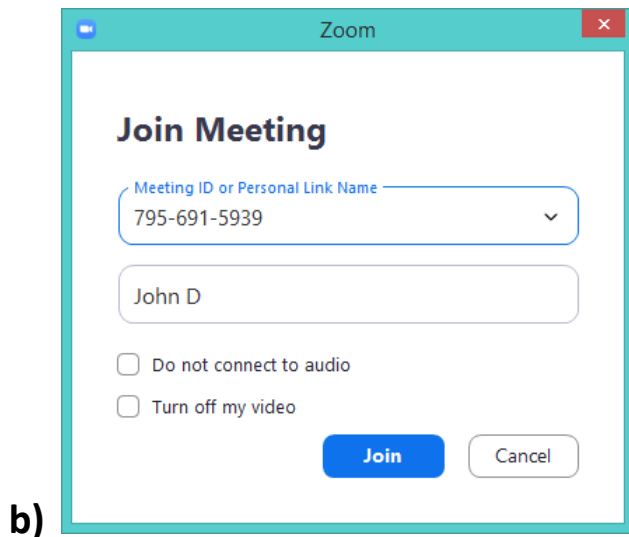 Zoom
Join Meeting
Meeting ID or Personal Link Name
795-691-5939
John D
Do not connect to audio
Turn off my video
Join Cancel
b)